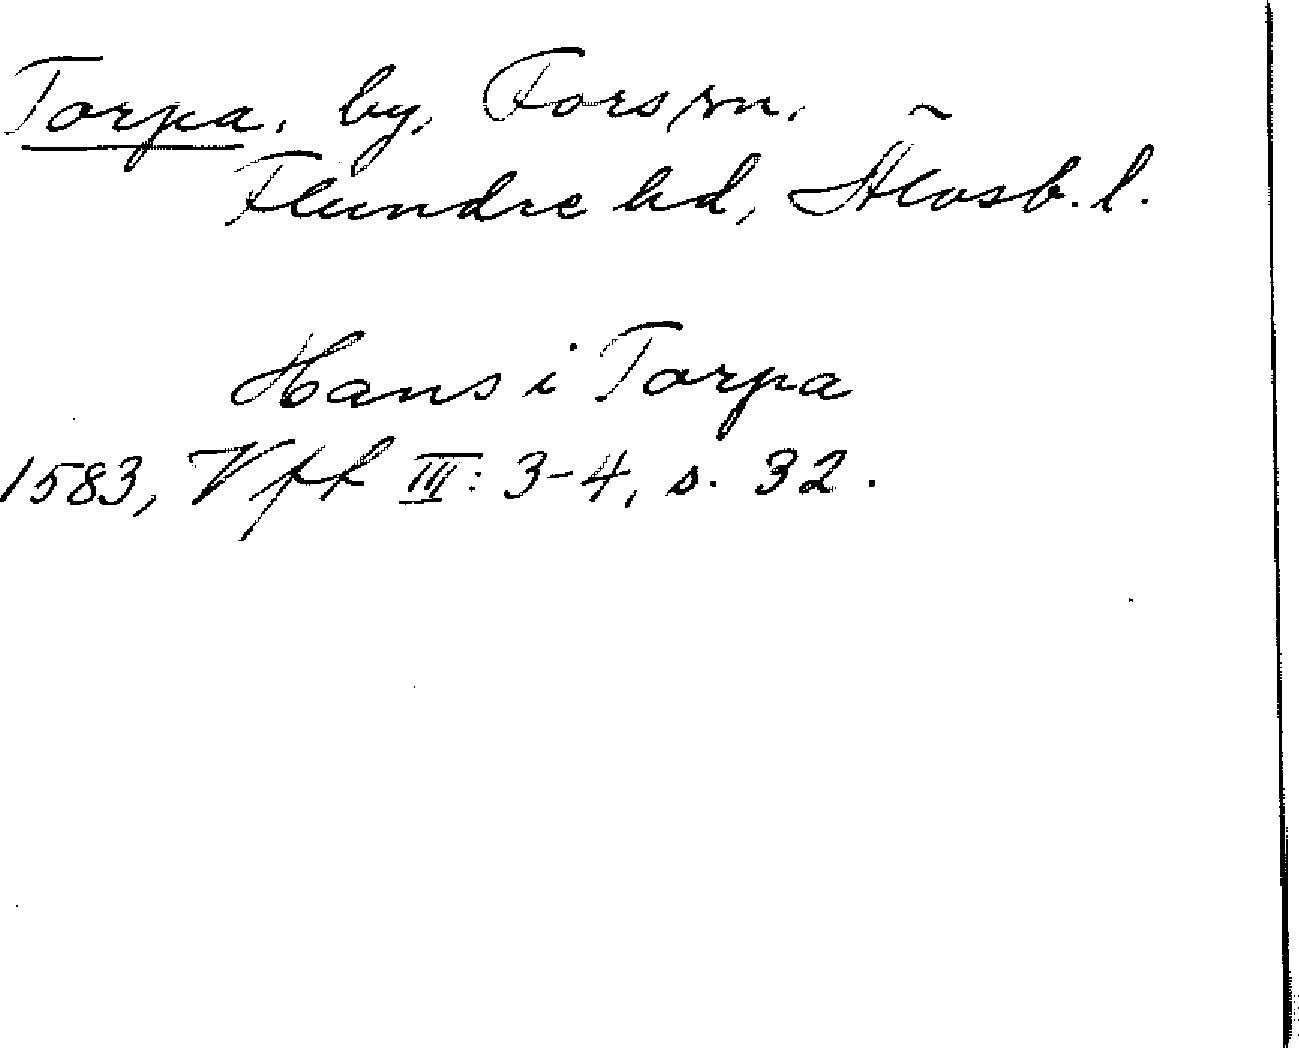 Torpa, by, Fors sn.
Flundre hd, Älvsb. l.
Hans i Torpa
1583, Vfl III: 3-4, s. 32.